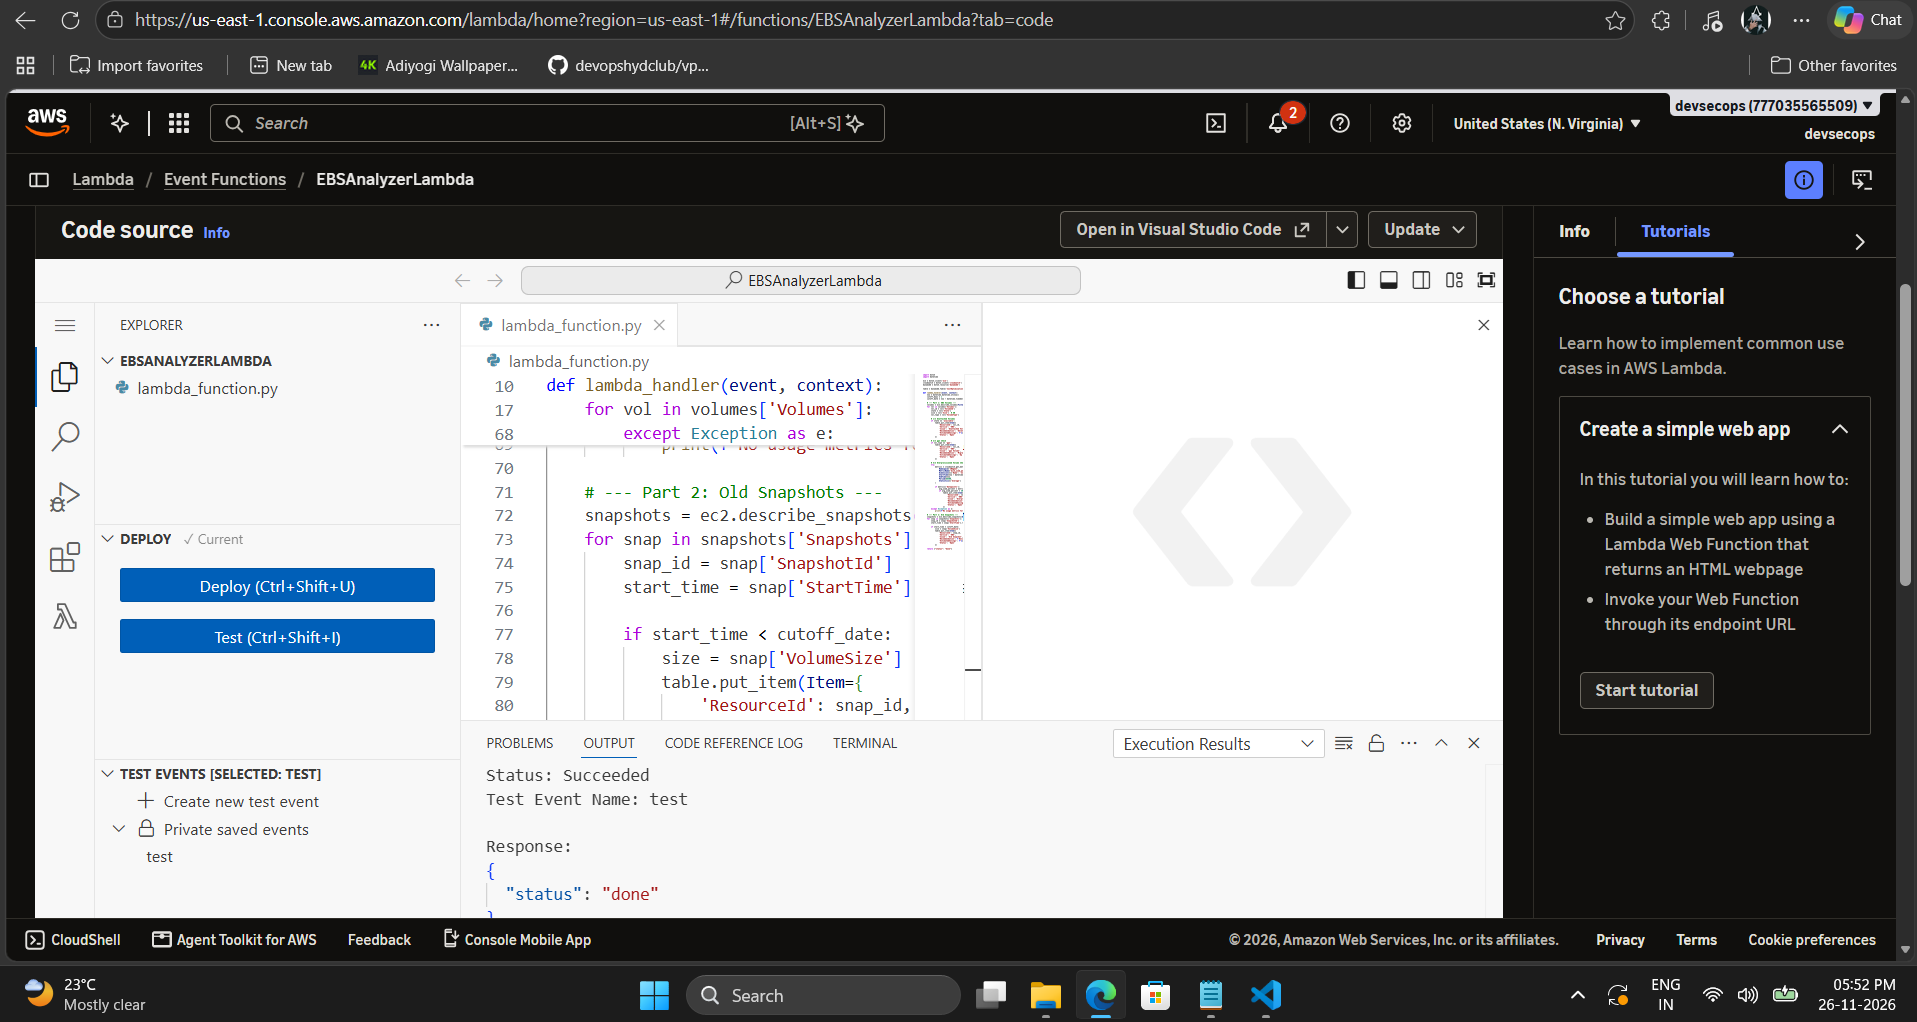 https://us-east-1.console.aws.amazon.com/lambda/home?region=us-east-1#/functions/EBSAnalyzerLambda?tab=code
Chat
Import favorites
New tab
4K Adiyogi Wallpaper...
devopshydclub/vp...
Other favorites
aws
Search
[Alt+S]
2
United States (N. Virginia)
devsecops (777035565509)
devsecops
Lambda / Event Functions / EBSAnalyzerLambda
Code source Info
Open in Visual Studio Code
Update
Info
Tutorials
EBSAnalyzerLambda
EXPLORER
EBSANALYZERLAMBDA
lambda_function.py
DEPLOY ✓ Current
Deploy (Ctrl+Shift+U)
Test (Ctrl+Shift+I)
TEST EVENTS [SELECTED: TEST]
Create new test event
Private saved events
test
lambda_function.py
lambda_function.py
10 def lambda_handler(event, context):
17 for vol in volumes['Volumes']:
68 except Exception as e:
70
71 # --- Part 2: Old Snapshots ---
72 snapshots = ec2.describe_snapshots(
73 for snap in snapshots['Snapshots']
74 snap_id = snap['SnapshotId']
75 start_time = snap['StartTime']
76
77 if start_time < cutoff_date:
78 size = snap['VolumeSize']
79 table.put_item(Item={
80 'ResourceId': snap_id,
PROBLEMS
OUTPUT
CODE REFERENCE LOG
TERMINAL
Execution Results
Status: Succeeded
Test Event Name: test
Response:
{
"status": "done"
}
Choose a tutorial
Learn how to implement common use
cases in AWS Lambda.
Create a simple web app
In this tutorial you will learn how to:
• Build a simple web app using a
Lambda Web Function that
returns an HTML webpage
• Invoke your Web Function
through its endpoint URL
Start tutorial
CloudShell
Agent Toolkit for AWS
Feedback
Console Mobile App
© 2026, Amazon Web Services, Inc. or its affiliates.
Privacy
Terms
Cookie preferences
23°C
Mostly clear
Search
ENG
IN
05:52 PM
26-11-2026